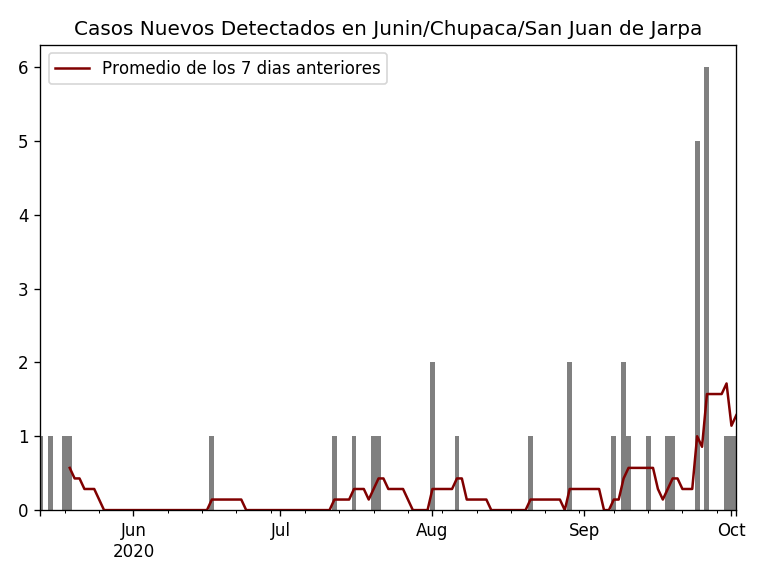 Casos Nuevos Detectados en Junin/Chupaca/San Juan de Jarpa
Promedio de los 7 dias anteriores
6
5
4
3
2
1
0
Jun
2020
Jul
Aug
Sep
Oct